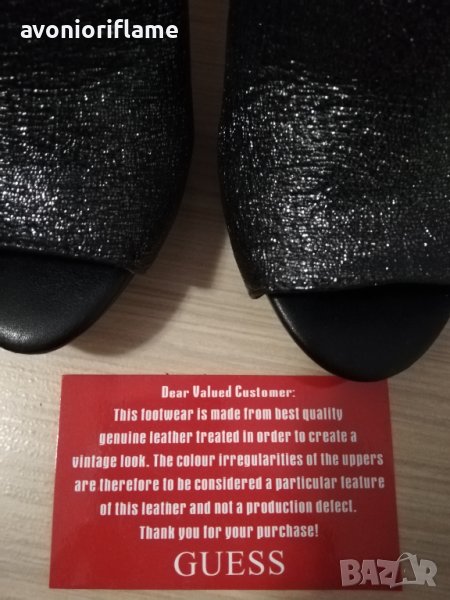 avonioriflame
Dear Valued Customer:
This footwear is made from best quality
genuine leather treated in order to create a
vintage look. The colour irregularities of the uppers
are therefore to be considered a particular feature
of this leather and not a production defect.
Thank you for your purchase!
GUESS
BAZAR